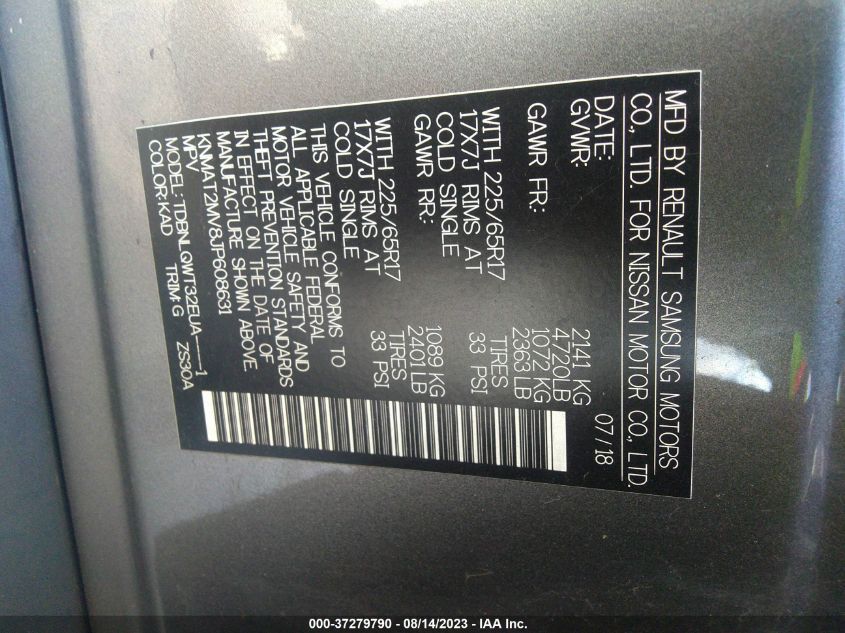 MFD BY RENAULT SAMSUNG MOTORS
CO., LTD. FOR NISSAN MOTOR CO., LTD.
DATE: 07/18
GVWR: 2141 KG
4720LB
GAWR FR: 1072 KG
2363 LB
WITH 225/65R17 TIRES
17X7J RIMS AT 33 PSI
COLD SINGLE
GAWR RR: 1089 KG
2401 LB
WITH 225/65R17 TIRES
17X7J RIMS AT 33 PSI
COLD SINGLE
THIS VEHICLE CONFORMS TO
ALL APPLICABLE FEDERAL
MOTOR VEHICLE SAFETY AND
THEFT PREVENTION STANDARDS
IN EFFECT ON THE DATE OF
MANUFACTURE SHOWN ABOVE
KNMAT2MV8JP608631
MPV
MODEL: TDBNLQWT32EUA-----1
COLOR:KAD TRIM:G ZS30A
000-37279790 - 08/14/2023 - IAA Inc.